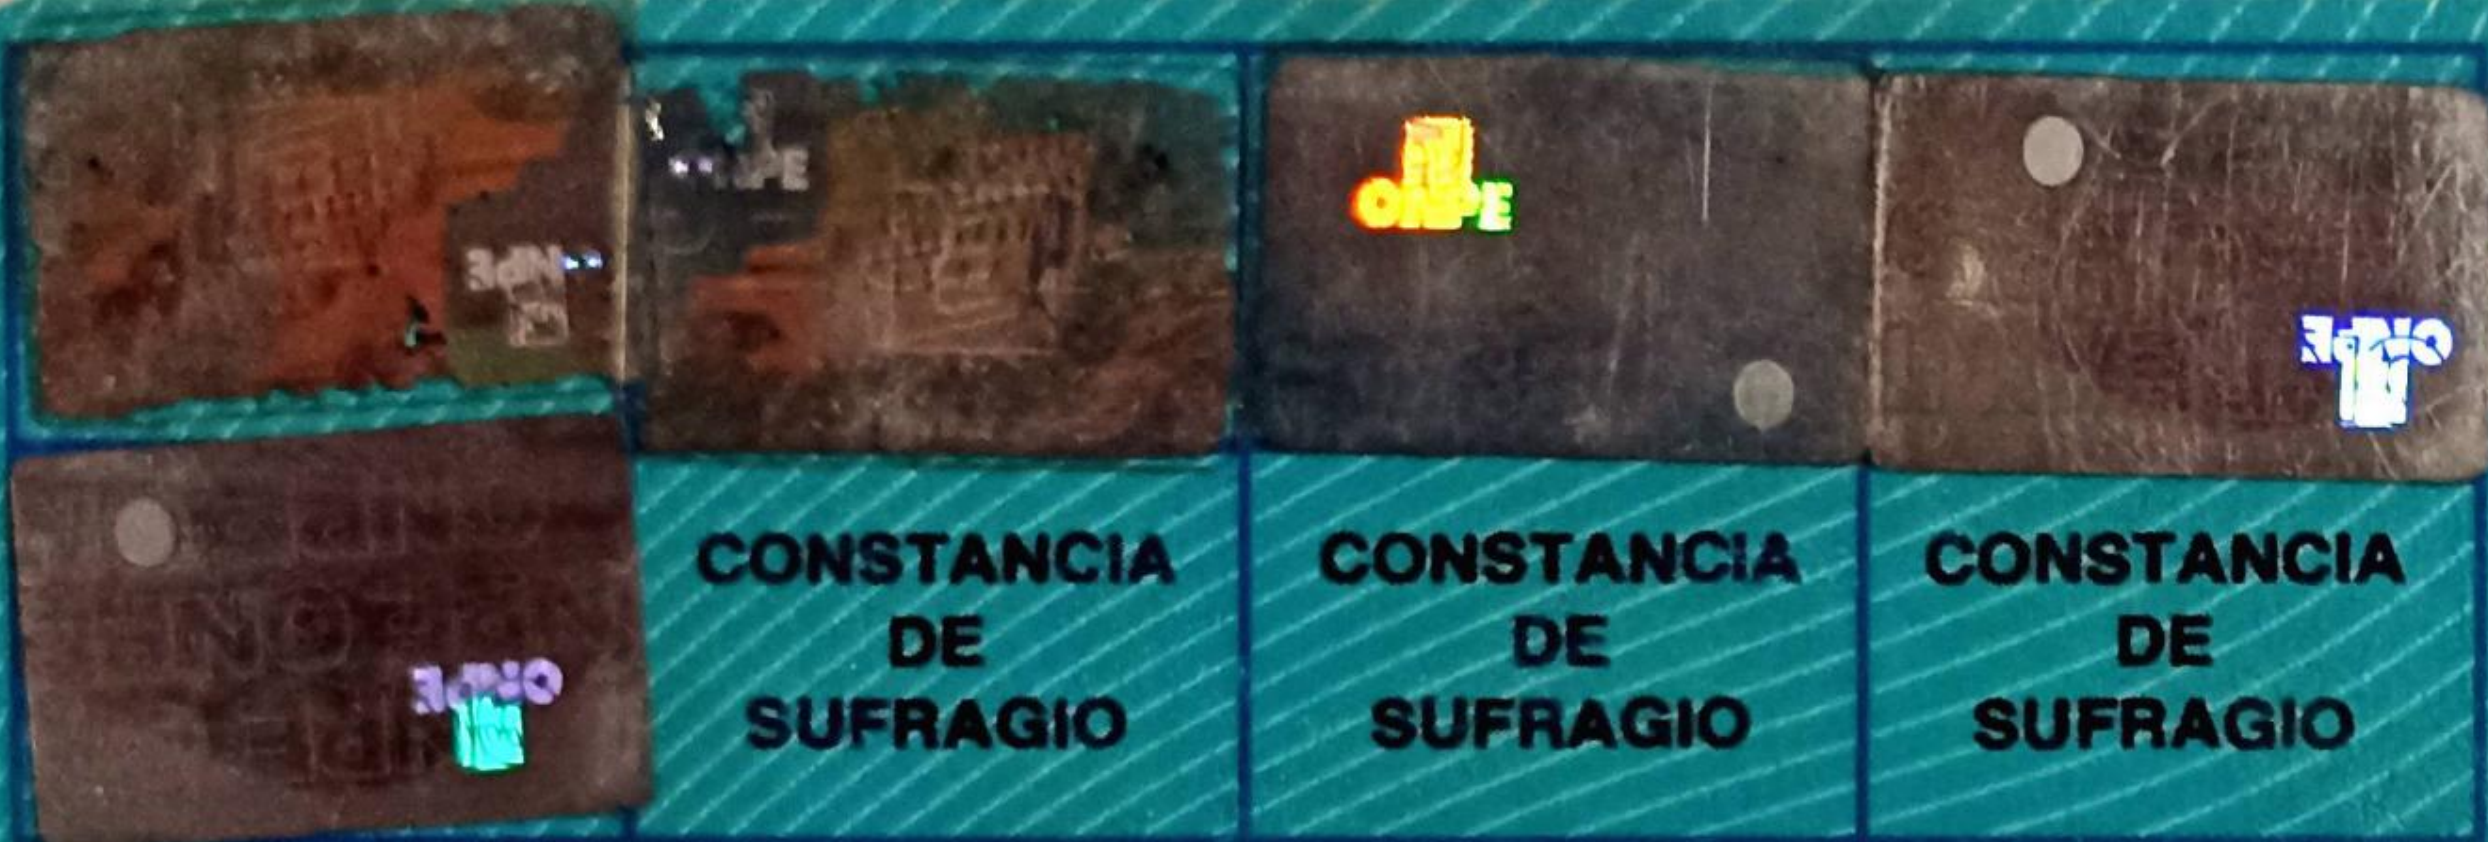 ONPE
ONPE
ONPE
ONPE
ONPE
CONSTANCIA
DE
SUFRAGIO
CONSTANCIA
DE
SUFRAGIO
CONSTANCIA
DE
SUFRAGIO